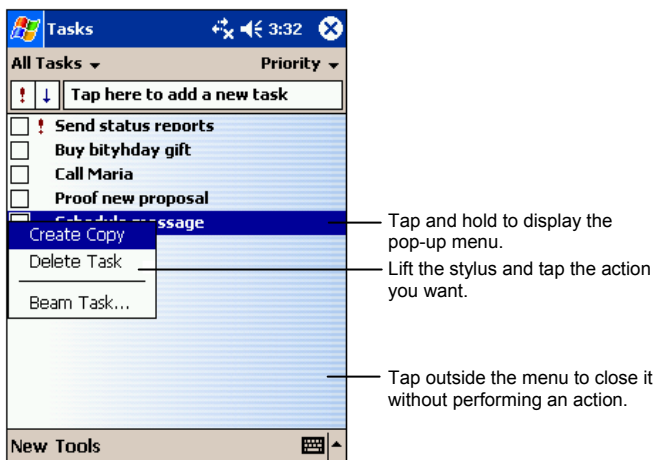 Tasks 3:32
All Tasks Priority
Tap here to add a new task
Send status reports
Buy bityhday gift
Call Maria
Proof new proposal
Schedule message
Create Copy
Delete Task
Beam Task...
New Tools
Tap and hold to display the
pop-up menu.
Lift the stylus and tap the action
you want.
Tap outside the menu to close it
without performing an action.